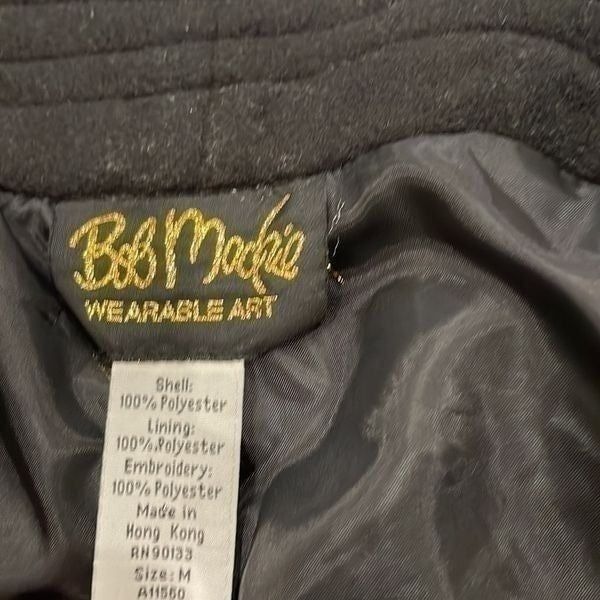 Bob Mackie
WEARABLE ART
Shell:
100% Polyester
Lining:
100% Polyester
Embroidery:
100% Polyester
Made in
Hong Kong
RN90133
Size: M
A11560